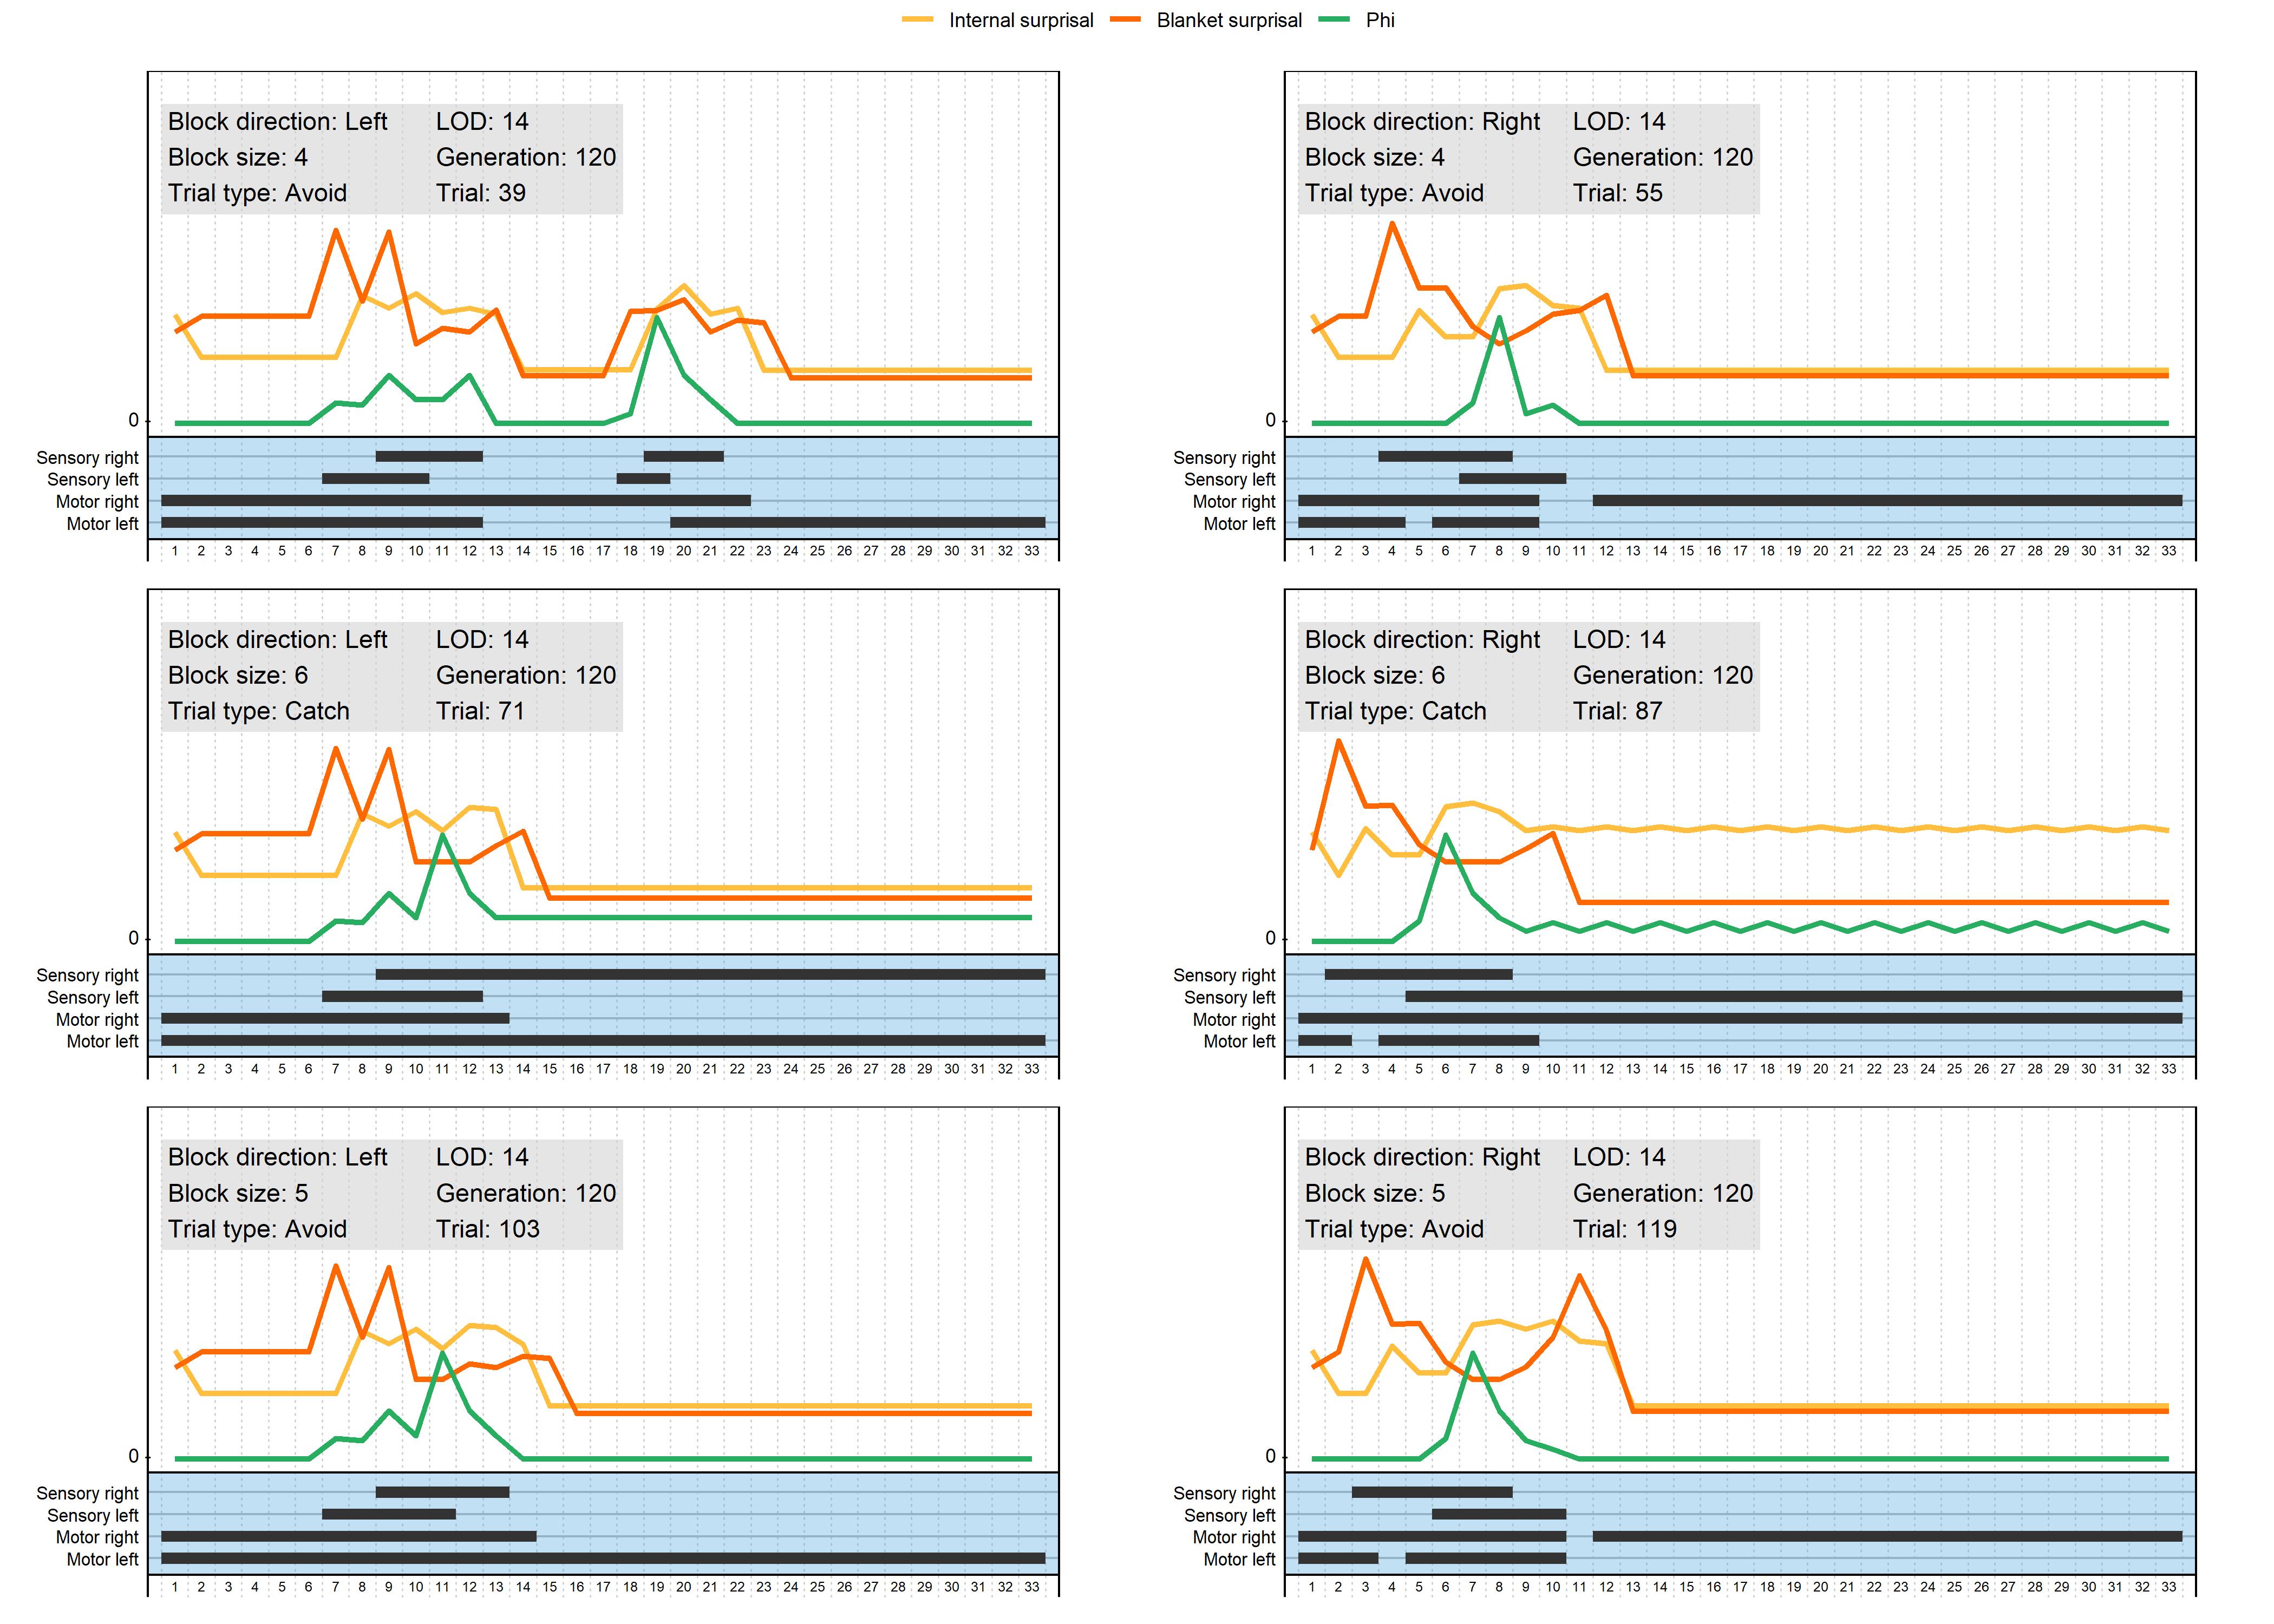 Internal surprisal Blanket surprisal Phi
Block direction: Left LOD: 14
Block size: 4 Generation: 120
Trial type: Avoid Trial: 39
0
Sensory right
Sensory left
Motor right
Motor left
1 2 3 4 5 6 7 8 9 10 11 12 13 14 15 16 17 18 19 20 21 22 23 24 25 26 27 28 29 30 31 32 33
Block direction: Right LOD: 14
Block size: 4 Generation: 120
Trial type: Avoid Trial: 55
0
Sensory right
Sensory left
Motor right
Motor left
1 2 3 4 5 6 7 8 9 10 11 12 13 14 15 16 17 18 19 20 21 22 23 24 25 26 27 28 29 30 31 32 33
Block direction: Left LOD: 14
Block size: 6 Generation: 120
Trial type: Catch Trial: 71
0
Sensory right
Sensory left
Motor right
Motor left
1 2 3 4 5 6 7 8 9 10 11 12 13 14 15 16 17 18 19 20 21 22 23 24 25 26 27 28 29 30 31 32 33
Block direction: Right LOD: 14
Block size: 6 Generation: 120
Trial type: Catch Trial: 87
0
Sensory right
Sensory left
Motor right
Motor left
1 2 3 4 5 6 7 8 9 10 11 12 13 14 15 16 17 18 19 20 21 22 23 24 25 26 27 28 29 30 31 32 33
Block direction: Left LOD: 14
Block size: 5 Generation: 120
Trial type: Avoid Trial: 103
0
Sensory right
Sensory left
Motor right
Motor left
1 2 3 4 5 6 7 8 9 10 11 12 13 14 15 16 17 18 19 20 21 22 23 24 25 26 27 28 29 30 31 32 33
Block direction: Right LOD: 14
Block size: 5 Generation: 120
Trial type: Avoid Trial: 119
0
Sensory right
Sensory left
Motor right
Motor left
1 2 3 4 5 6 7 8 9 10 11 12 13 14 15 16 17 18 19 20 21 22 23 24 25 26 27 28 29 30 31 32 33